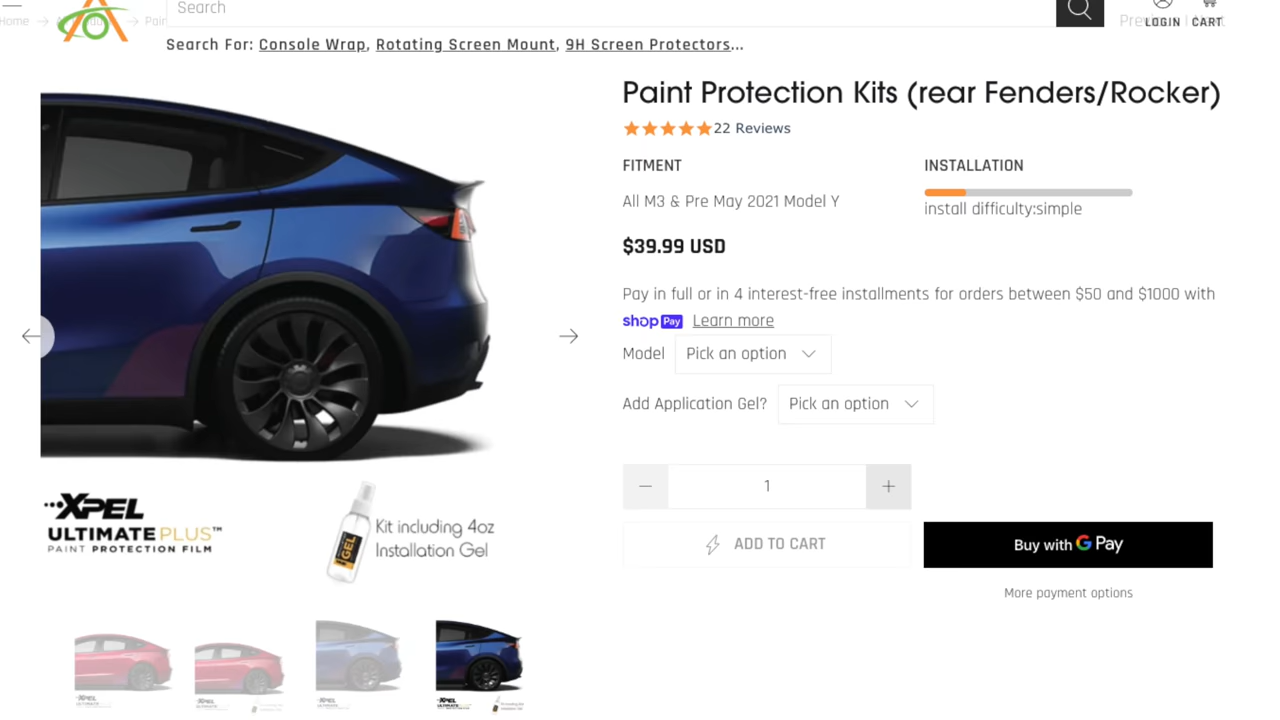 Search
Home → → Pair
LOGIN CART
Search For: Console Wrap, Rotating Screen Mount, 9H Screen Protectors...
Paint Protection Kits (rear Fenders/Rocker)
22 Reviews
FITMENT
INSTALLATION
All M3 & Pre May 2021 Model Y
install difficulty:simple
$39.99 USD
Pay in full or in 4 interest-free installments for orders between $50 and $1000 with
shop Pay Learn more
Model Pick an option
Add Application Gel? Pick an option
− 1 +
ADD TO CART
Buy with G Pay
More payment options
XPEL
ULTIMATE PLUS™
PAINT PROTECTION FILM
GEL
Kit including 4oz
Installation Gel